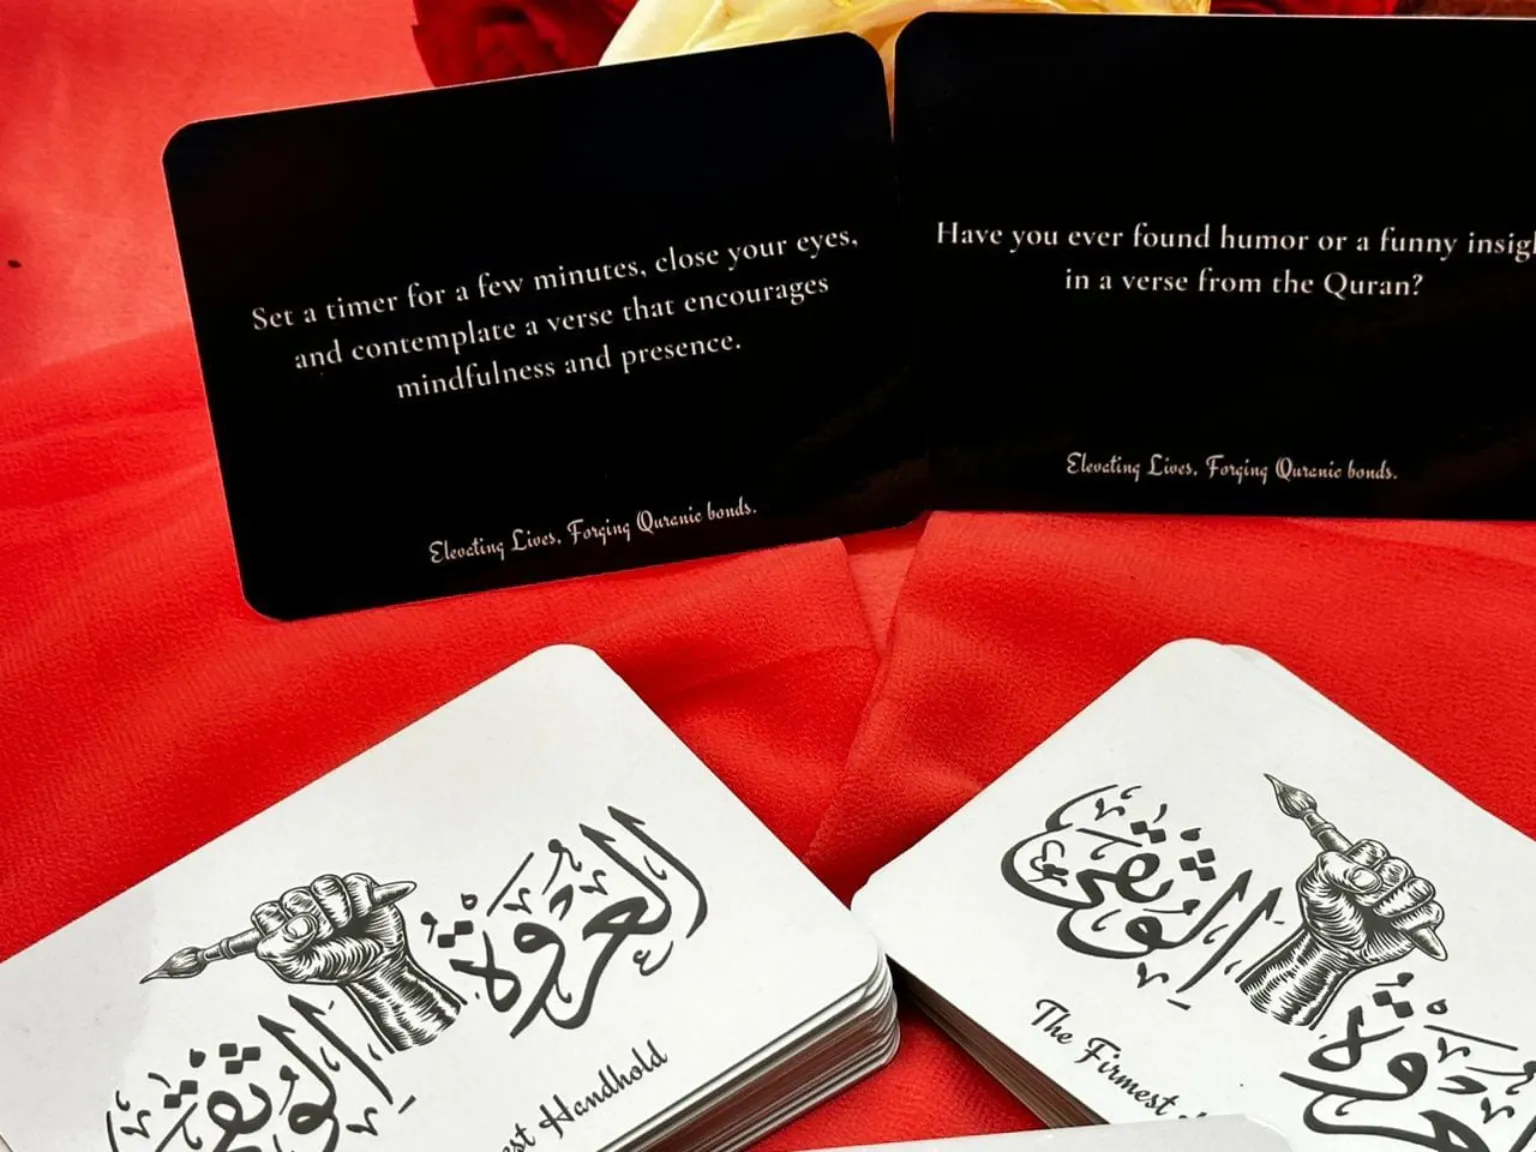 Set a timer for a few minutes, close your eyes,
and contemplate a verse that encourages
mindfulness and presence.
Elevating Lives, Forging Quranic bonds.
Have you ever found humor or a funny
in a verse from the Quran?
Elevating Lives, Forging Quranic bonds.
العروة
الوثقى
Handhold
الوثقى
العروة
The Firmest